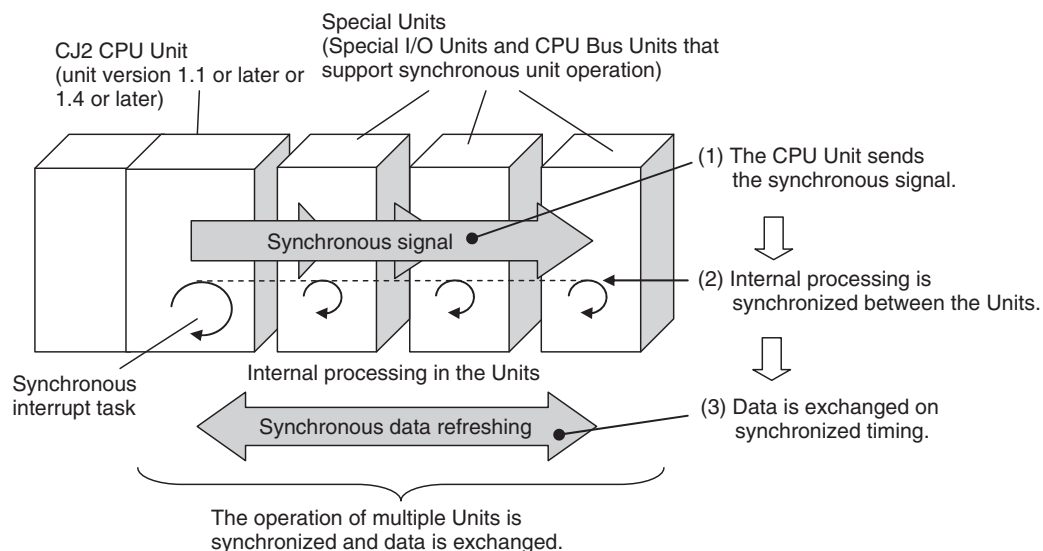 Special Units
(Special I/O Units and CPU Bus Units that
support synchronous unit operation)
CJ2 CPU Unit
(unit version 1.1 or later or
1.4 or later)
(1) The CPU Unit sends
the synchronous signal.
Synchronous signal
(2) Internal processing is
synchronized between the Units.
Synchronous
interrupt task
Internal processing in the Units
(3) Data is exchanged on
synchronized timing.
Synchronous data refreshing
The operation of multiple Units is
synchronized and data is exchanged.